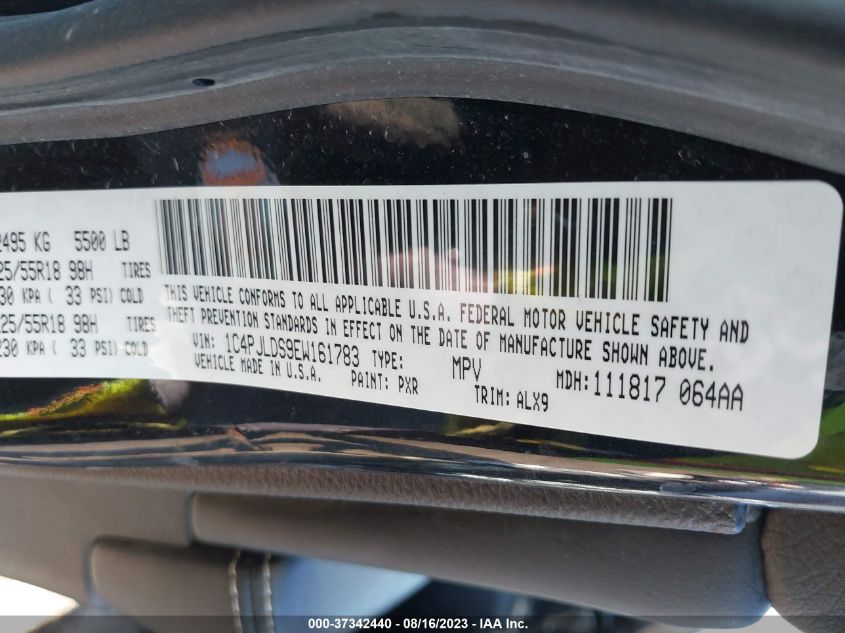 2495 KG 5500 LB
25/55R18 98H TIRES
30 KPA ( 33 PSI) COLD
25/55R18 98H TIRES
230 KPA ( 33 PSI) COLD
THIS VEHICLE CONFORMS TO ALL APPLICABLE U.S.A. FEDERAL MOTOR VEHICLE SAFETY AND
THEFT PREVENTION STANDARDS IN EFFECT ON THE DATE OF MANUFACTURE SHOWN ABOVE.
VIN: 1C4PJLDS9EW161783 TYPE: MPV MDH:111817 064AA
VEHICLE MADE IN U.S.A. PAINT: PXR TRIM: ALX9
000-37342440 - 08/16/2023 - IAA Inc.